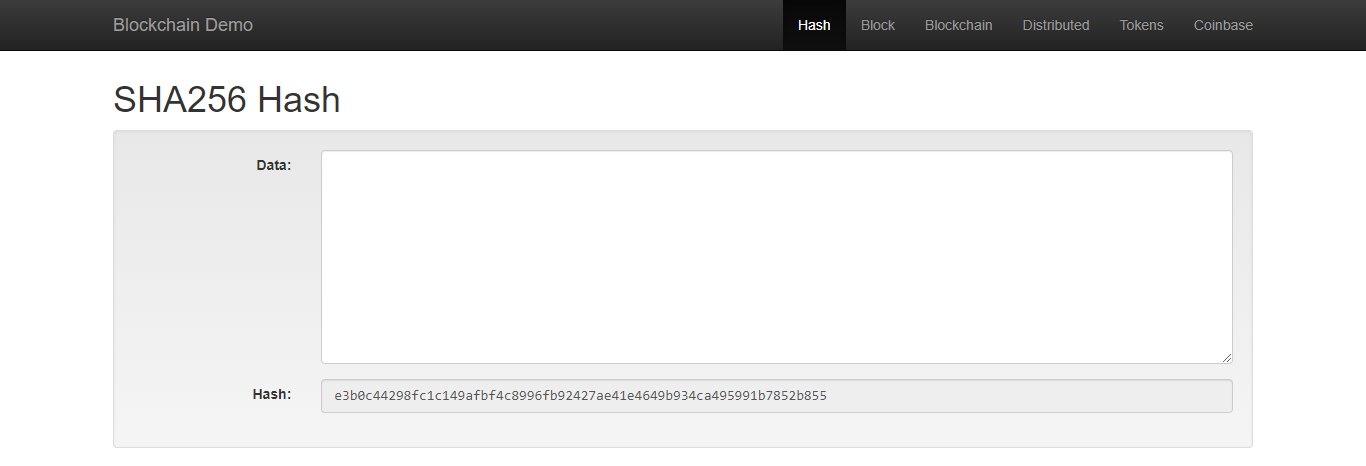 Blockchain Demo Hash Block Blockchain Distributed Tokens Coinbase
SHA256 Hash
Data:
Hash: e3b0c44298fc1c149afbf4c8996fb92427ae41e4649b934ca495991b7852b855